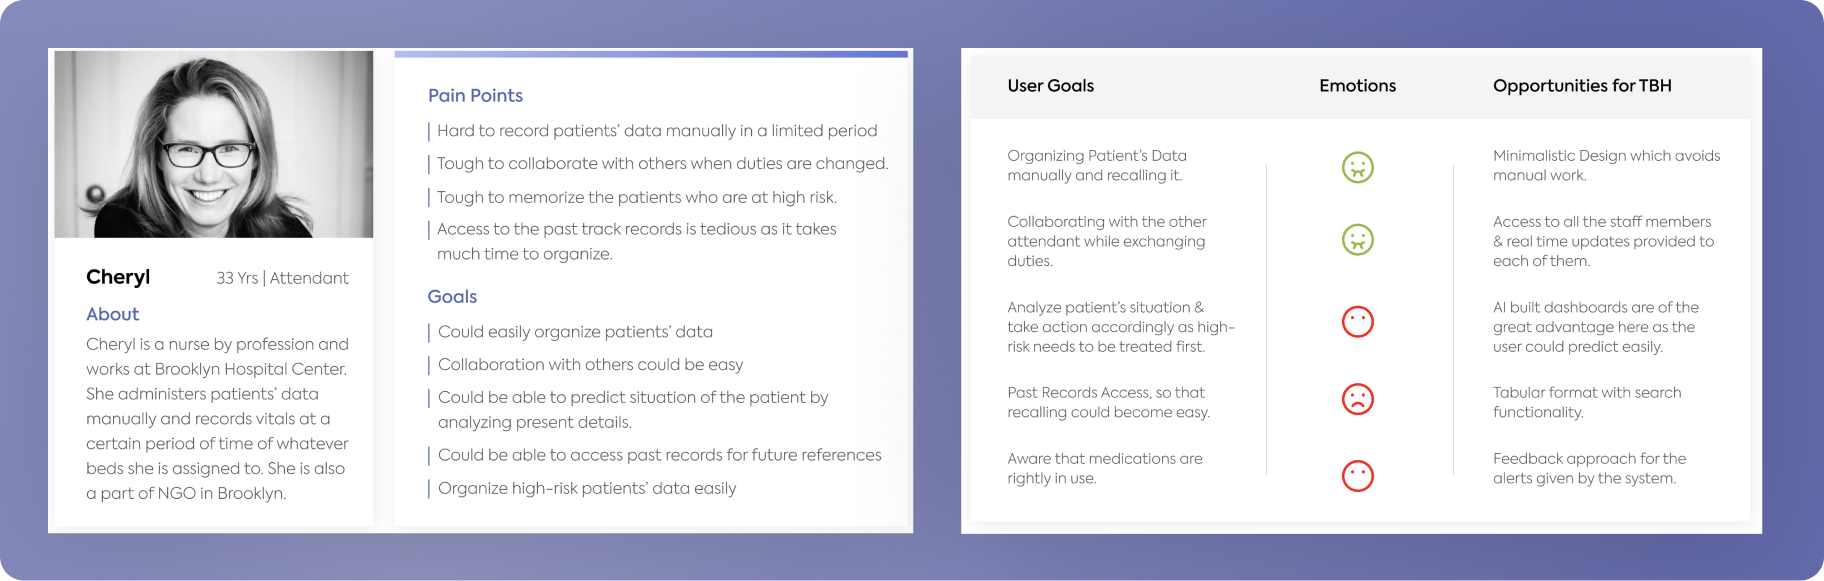 Cheryl
33 Yrs | Attendant
About
Cheryl is a nurse by profession and
works at Brooklyn Hospital Center.
She administers patients’ data
manually and records vitals at a
certain period of time of whatever
beds she is assigned to. She is also
a part of NGO in Brooklyn.
Pain Points
Hard to record patients’ data manually in a limited period
Tough to collaborate with others when duties are changed.
Tough to memorize the patients who are at high risk.
Access to the past track records is tedious as it takes
much time to organize.
Goals
Could easily organize patients’ data
Collaboration with others could be easy
Could be able to predict situation of the patient by
analyzing present details.
Could be able to access past records for future references
Organize high-risk patients’ data easily
User Goals
Emotions
Opportunities for TBH
Organizing Patient’s Data
manually and recalling it.
Minimalistic Design which avoids
manual work.
Collaborating with the other
attendant while exchanging
duties.
Access to all the staff members
& real time updates provided to
each of them.
Analyze patient’s situation &
take action accordingly as high-
risk needs to be treated first.
AI built dashboards are of the
great advantage here as the
user could predict easily.
Past Records Access, so that
recalling could become easy.
Tabular format with search
functionality.
Aware that medications are
rightly in use.
Feedback approach for the
alerts given by the system.